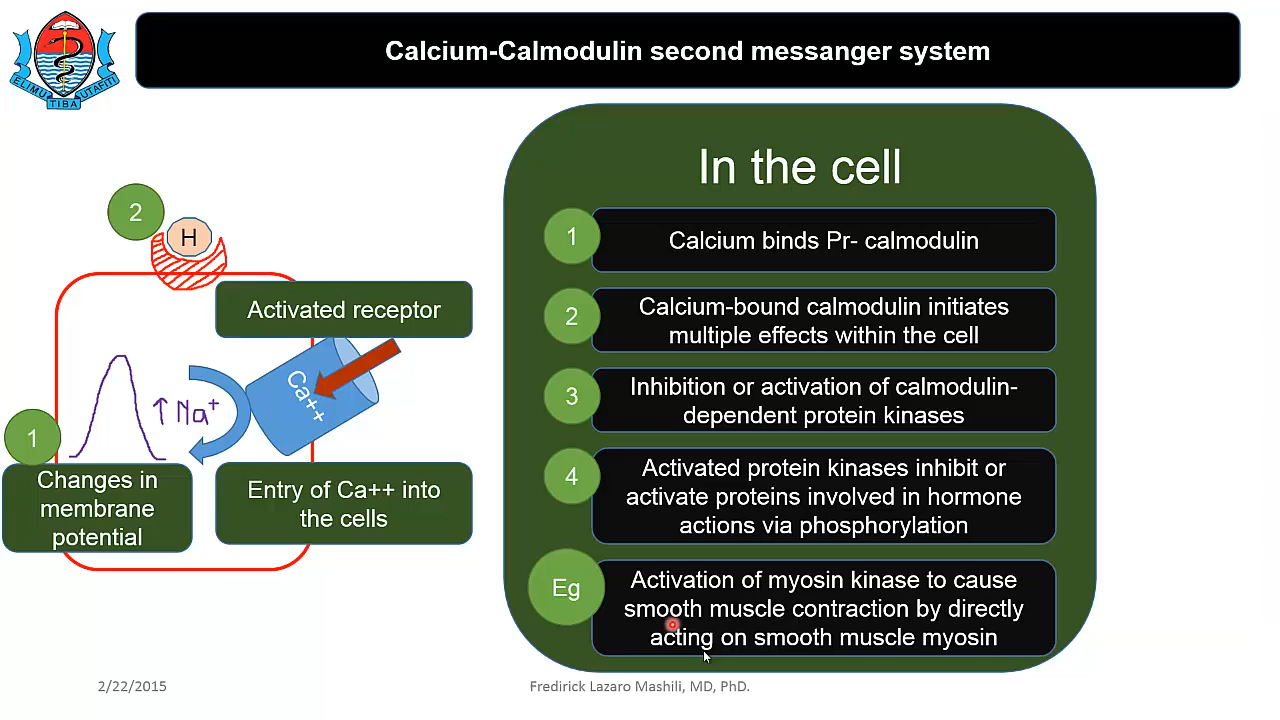 Calcium-Calmodulin second messanger system
ELIMU
TIBA
UTAFITI
2
H
Activated receptor
Ca++
↑ Na+
1
Changes in
membrane
potential
Entry of Ca++ into
the cells
In the cell
1
Calcium binds Pr- calmodulin
2
Calcium-bound calmodulin initiates
multiple effects within the cell
3
Inhibition or activation of calmodulin-
dependent protein kinases
4
Activated protein kinases inhibit or
activate proteins involved in hormone
actions via phosphorylation
Eg
Activation of myosin kinase to cause
smooth muscle contraction by directly
acting on smooth muscle myosin
2/22/2015
Fredirick Lazaro Mashili, MD, PhD.